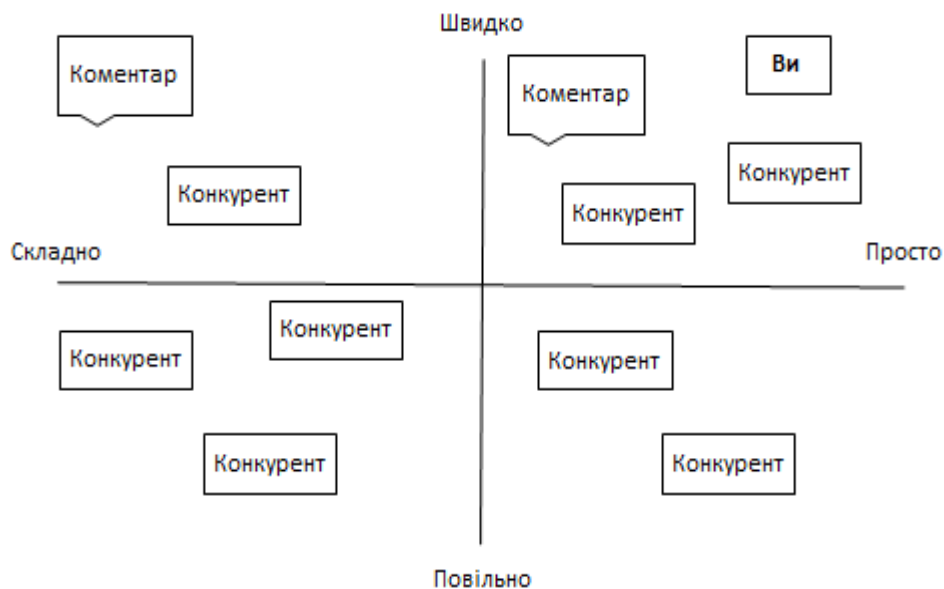 Швидко
Коментар
Коментар
Ви
Конкурент
Конкурент
Конкурент
Складно
Просто
Конкурент
Конкурент
Конкурент
Конкурент
Конкурент
Повільно